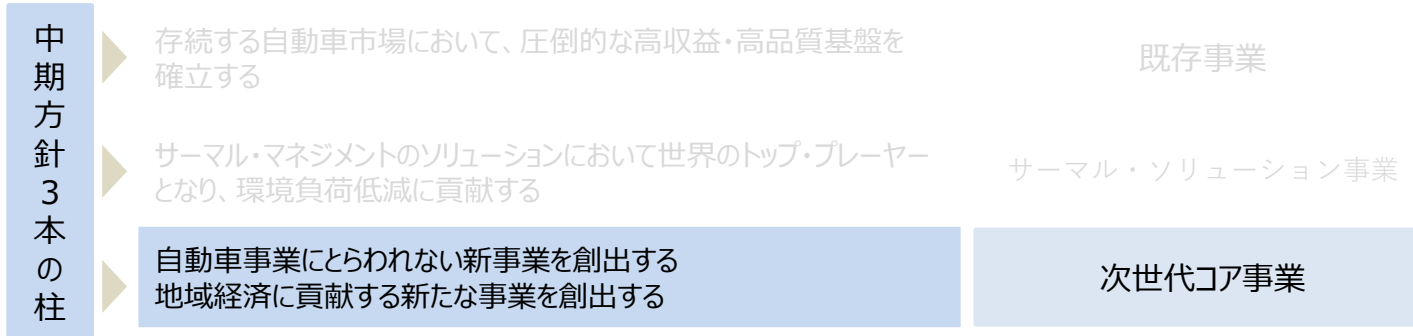 中期方針３本の柱
存続する自動車市場において、圧倒的な高収益・高品質基盤を
確立する
既存事業
サーマル・マネジメントのソリューションにおいて世界のトップ・プレーヤー
となり、環境負荷低減に貢献する
サーマル・ソリューション事業
自動車事業にとらわれない新事業を創出する
地域経済に貢献する新たな事業を創出する
次世代コア事業